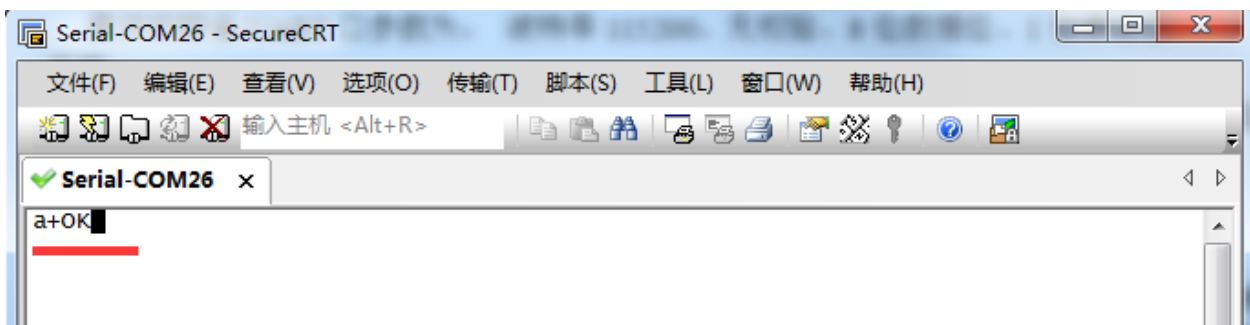 Serial-COM26 - SecureCRT
文件(F) 编辑(E) 查看(V) 选项(O) 传输(T) 脚本(S) 工具(L) 窗口(W) 帮助(H)
输入主机 <Alt+R>
Serial-COM26 x
a+OK